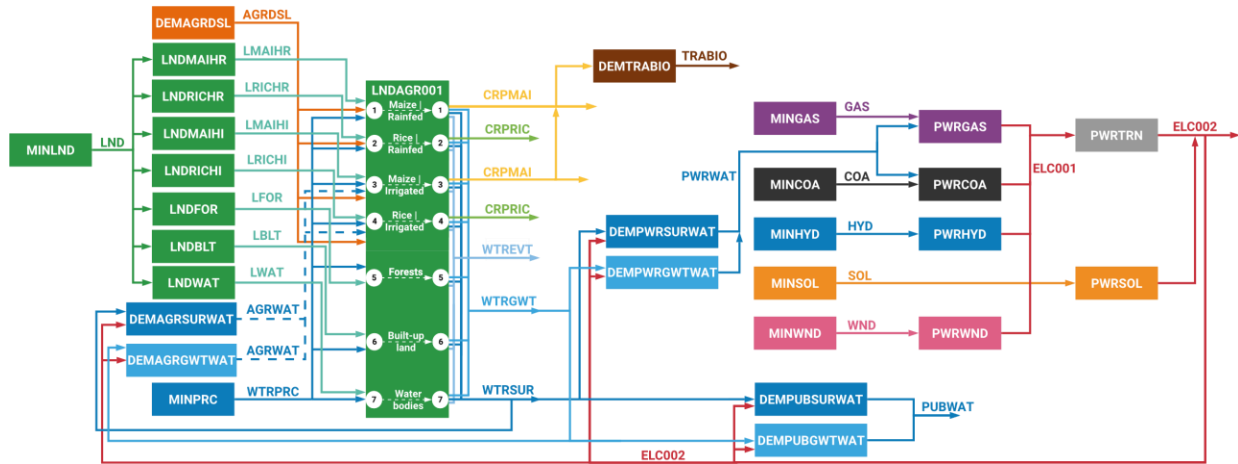 DEMAGRDSL
AGRDSL
LNDMAIHR
LMAIHR
LNDRICHR
LRICHR
LNDMAIHI
LMAIHI
MINLND
LND
LNDRICHI
LRICHI
LNDFOR
LFOR
LNDBLT
LBLT
LNDWAT
LWAT
DEMAGRSURWAT
AGRWAT
DEMAGRGWTWAT
AGRWAT
MINPRC
WTRPRC
LNDAGR001
1
Maize |
Rainfed
1
2
Rice |
Rainfed
2
3
Maize |
Irrigated
3
4
Rice |
Irrigated
4
5
Forests
5
6
Built-up
land
6
7
Water
bodies
7
CRPMAI
CRPRIC
CRPMAI
CRPRIC
WTREVT
WTRGWT
WTRSUR
DEMTRABIO
TRABIO
DEMPWRSURWAT
DEMPWRGWTWAT
PWRWAT
MINGAS
GAS
PWRGAS
MINCOA
COA
PWRCOA
MINHYD
HYD
PWRHYD
MINSOL
SOL
PWRSOL
MINWND
WND
PWRWND
ELC001
PWRTRN
ELC002
DEMPUBSURWAT
DEMPUBGWTWAT
PUBWAT
ELC002